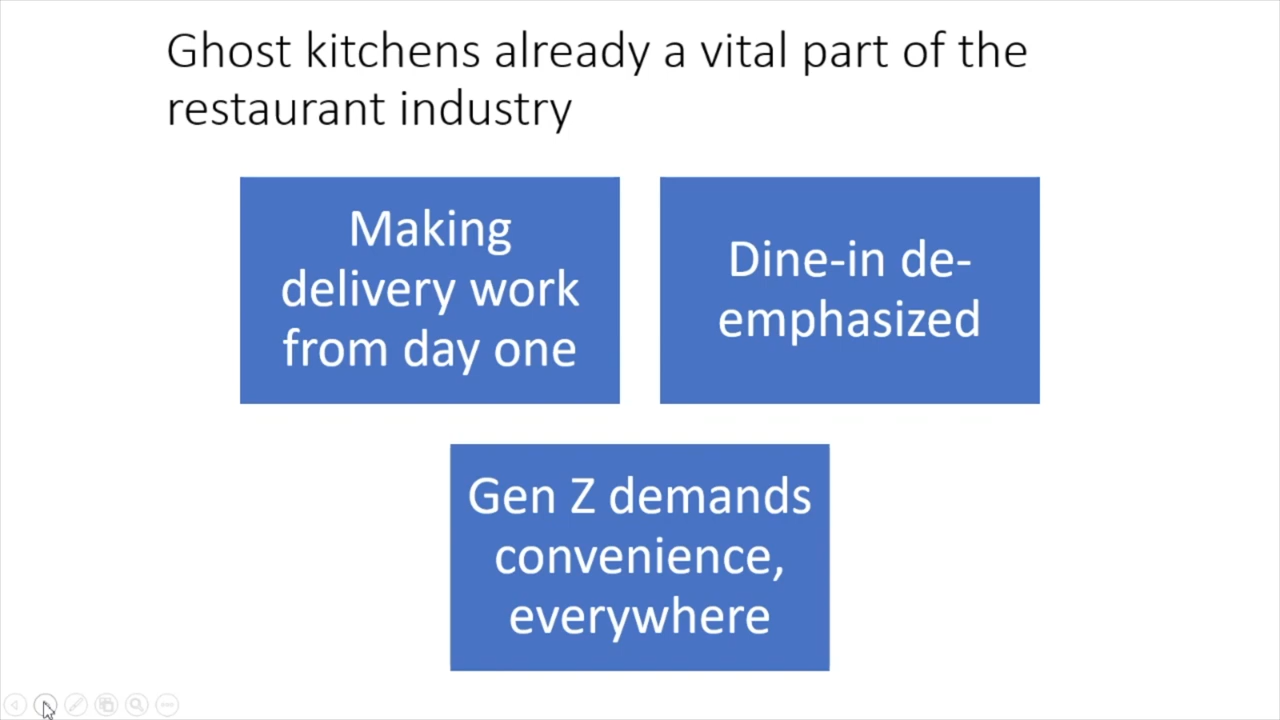 Ghost kitchens already a vital part of the
restaurant industry
Making
delivery work
from day one
Dine-in de-
emphasized
Gen Z demands
convenience,
everywhere